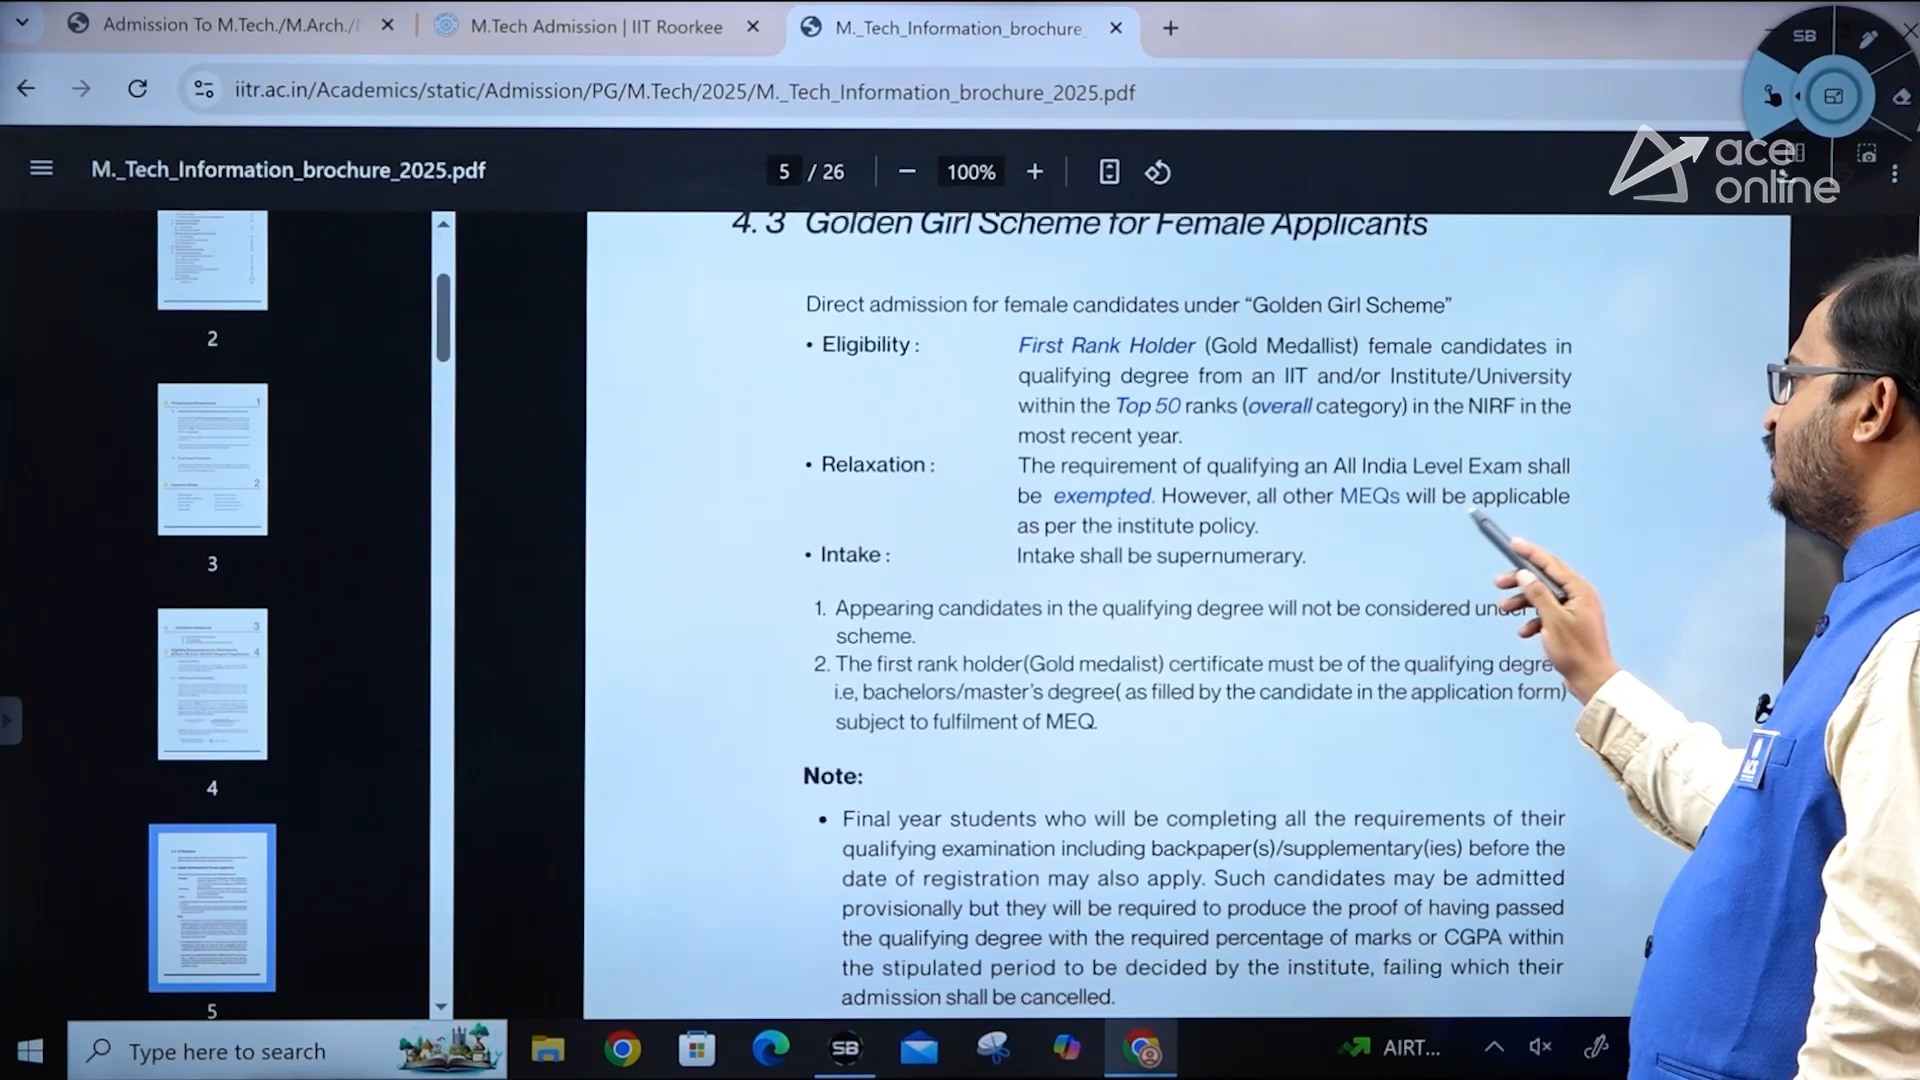 Admission To M.Tech./M.Arch./
M.Tech Admission | IIT Roorkee
M._Tech_Information_brochure_
SB
iitr.ac.in/Academics/static/Admission/PG/M.Tech/2025/M._Tech_Information_brochure_2025.pdf
M._Tech_Information_brochure_2025.pdf
5 / 26
100%
ace
online
4.3 Golden Girl Scheme for Female Applicants
Direct admission for female candidates under “Golden Girl Scheme”
• Eligibility : First Rank Holder (Gold Medallist) female candidates in
qualifying degree from an IIT and/or Institute/University
within the Top 50 ranks (overall category) in the NIRF in the
most recent year.
• Relaxation : The requirement of qualifying an All India Level Exam shall
be exempted. However, all other MEQs will be applicable
as per the institute policy.
• Intake : Intake shall be supernumerary.
1. Appearing candidates in the qualifying degree will not be considered
scheme.
2. The first rank holder(Gold medalist) certificate must be of the qualifying degre
i.e, bachelors/master’s degree( as filled by the candidate in the application form)
subject to fulfilment of MEQ.
Note:
• Final year students who will be completing all the requirements of their
qualifying examination including backpaper(s)/supplementary(ies) before the
date of registration may also apply. Such candidates may be admitted
provisionally but they will be required to produce the proof of having passed
the qualifying degree with the required percentage of marks or CGPA within
the stipulated period to be decided by the institute, failing which their
admission shall be cancelled.
2
1
2
3
3
4
4
5
ACE
Type here to search
SB
AIRT...